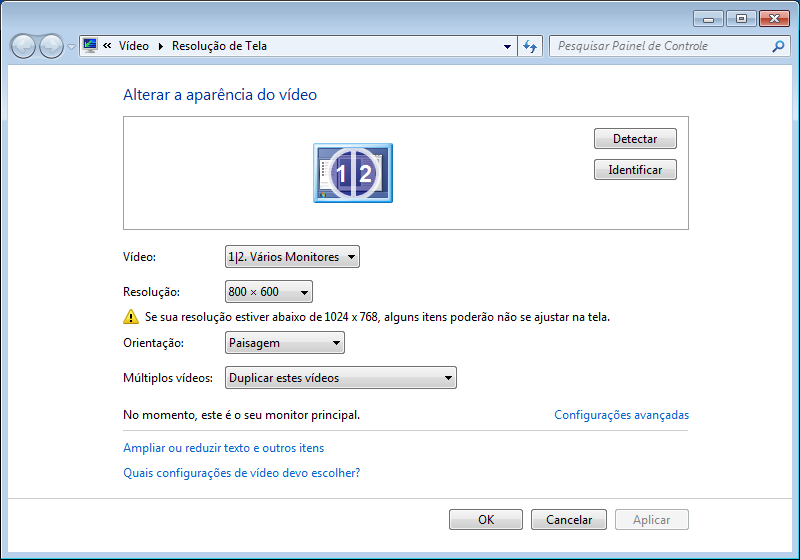 « Vídeo ▸ Resolução de Tela
Pesquisar Painel de Controle
Alterar a aparência do vídeo
1 2
Detectar
Identificar
Vídeo: 1|2. Vários Monitores
Resolução: 800 × 600
Se sua resolução estiver abaixo de 1024 x 768, alguns itens poderão não se ajustar na tela.
Orientação: Paisagem
Múltiplos vídeos: Duplicar estes vídeos
No momento, este é o seu monitor principal. Configurações avançadas
Ampliar ou reduzir texto e outros itens
Quais configurações de vídeo devo escolher?
OK Cancelar Aplicar